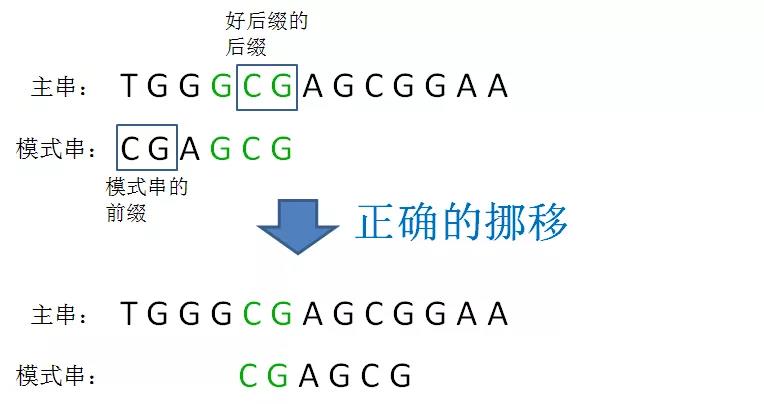 好后缀的
后缀
主串： T G G G C G A G C G G A A
模式串： C G A G C G
模式串的
前缀
正确的挪移
主串： T G G G C G A G C G G A A
模式串： C G A G C G